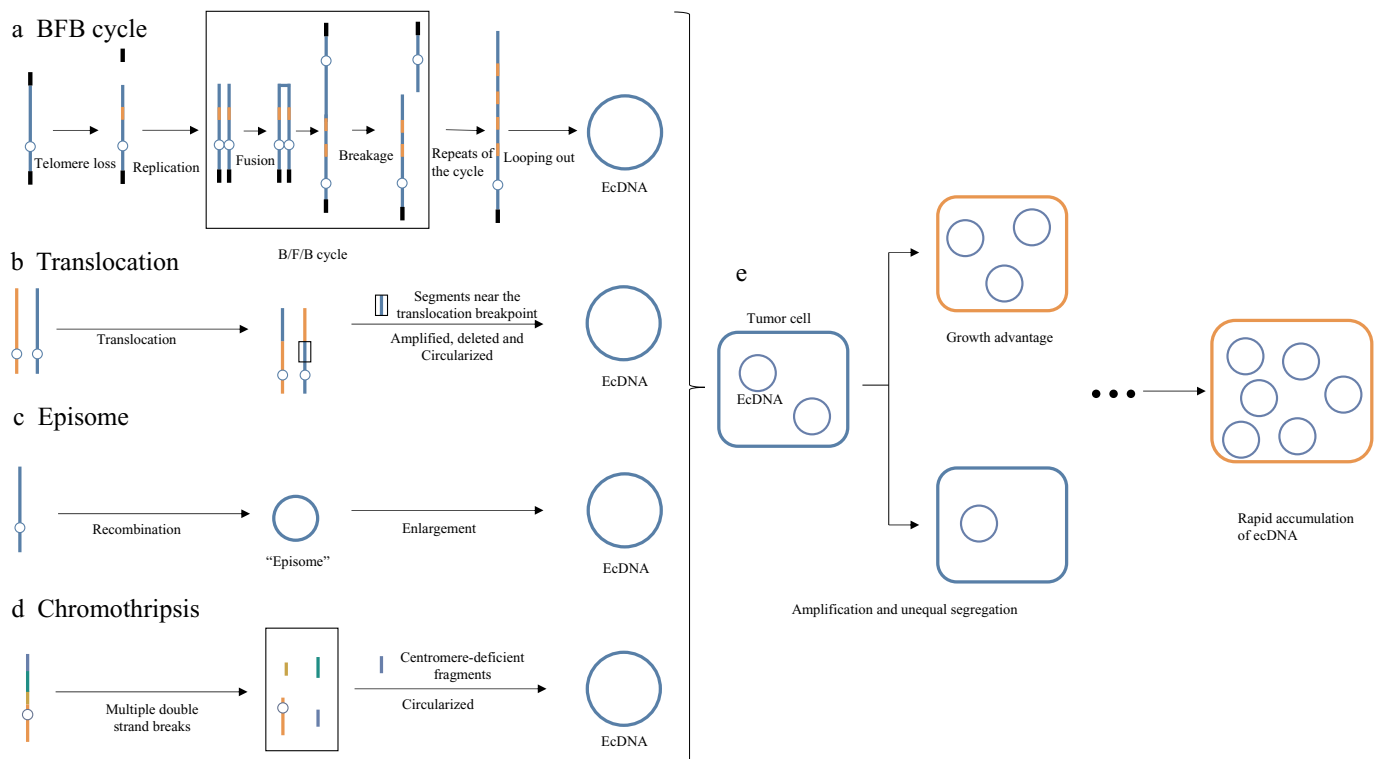 a BFB cycle
Telomere loss
Replication
Fusion
Breakage
Repeats of
the cycle
Looping out
EcDNA
B/F/B cycle
b Translocation
Translocation
Segments near the
translocation breakpoint
Amplified, deleted and
Circularized
EcDNA
c Episome
Recombination
“Episome”
Enlargement
EcDNA
d Chromothripsis
Multiple double
strand breaks
Centromere-deficient
fragments
Circularized
EcDNA
e
Tumor cell
EcDNA
Growth advantage
Amplification and unequal segregation
Rapid accumulation
of ecDNA